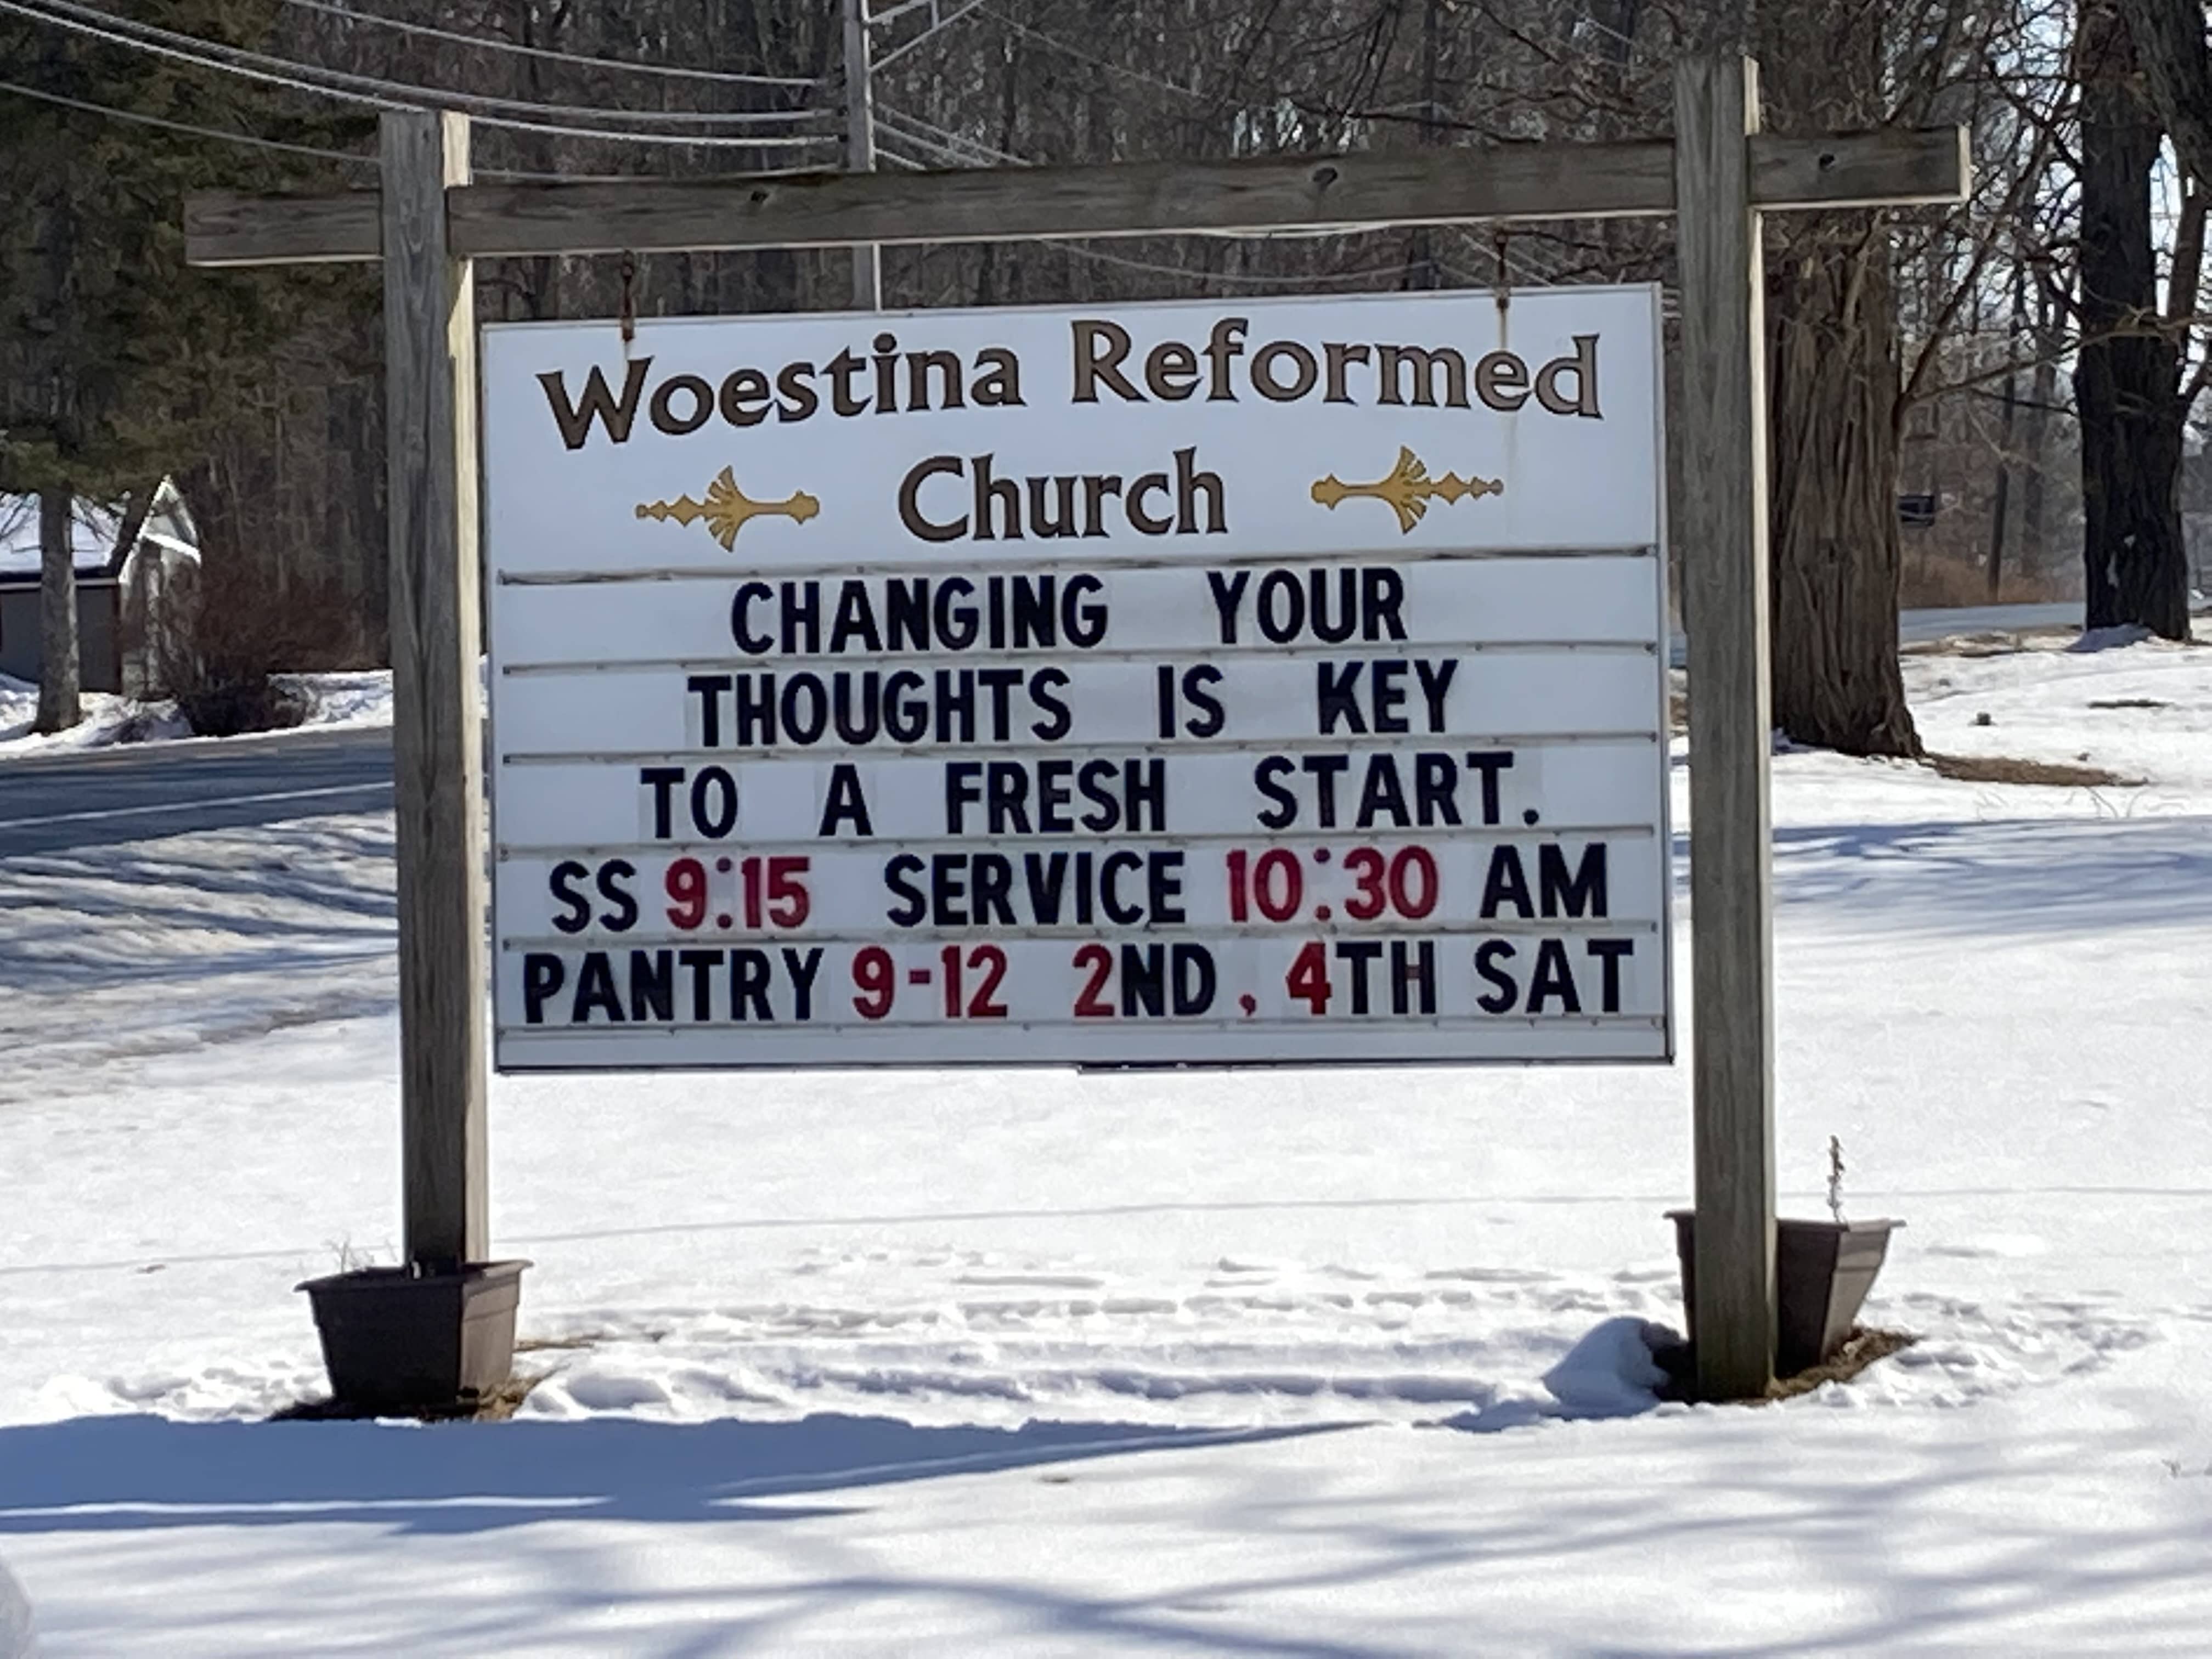 Woestina Reformed
Church
CHANGING YOUR
THOUGHTS IS KEY
TO A FRESH START.
SS 9:15 SERVICE 10:30 AM
PANTRY 9-12 2ND, 4TH SAT